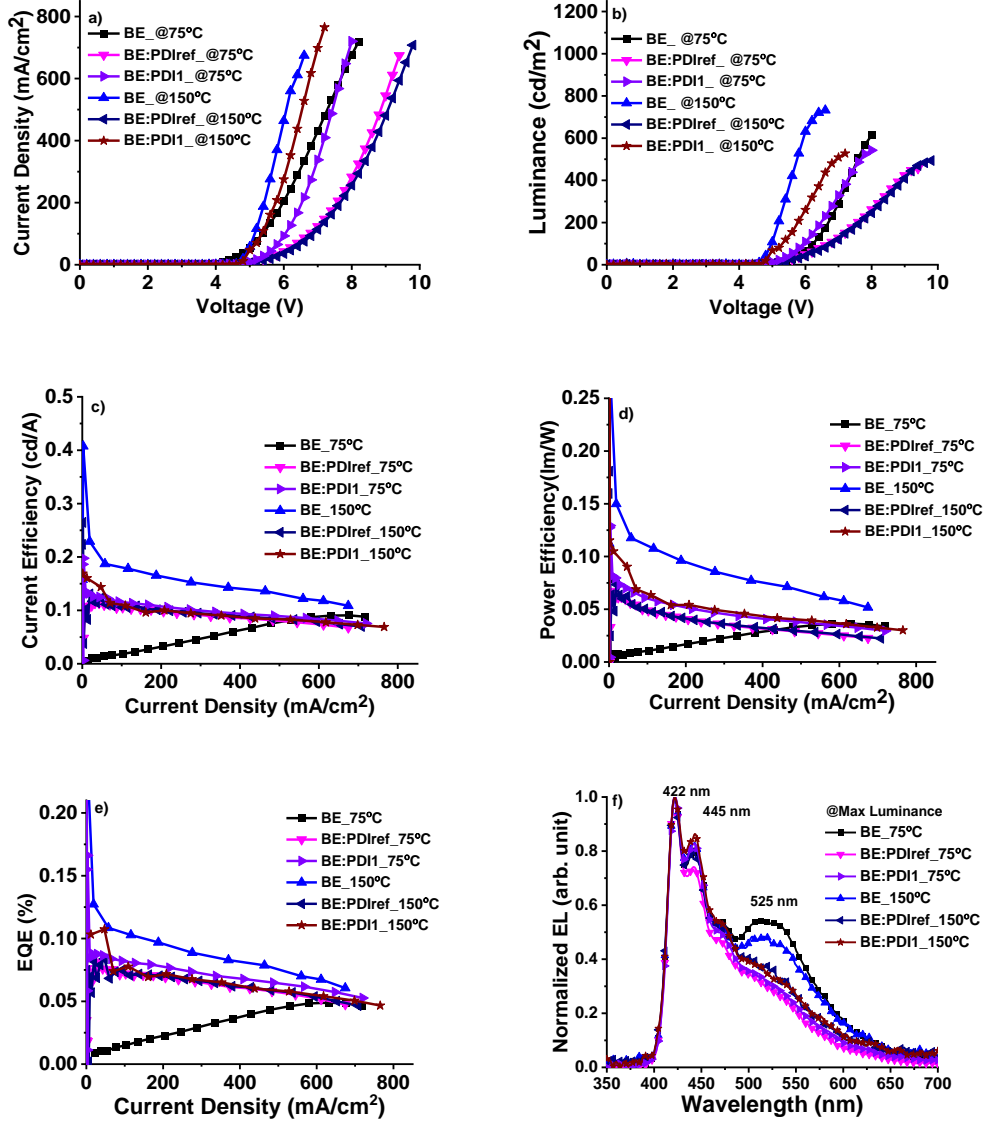 a)
Current Density (mA/cm²)
800
600
400
200
0
0 2 4 6 8 10
Voltage (V)
BE_@75ºC
BE:PDIref_@75ºC
BE:PDI1_@75ºC
BE_@150ºC
BE:PDIref_@150ºC
BE:PDI1_@150ºC
b)
Luminance (cd/m²)
1200
1000
800
600
400
200
0
0 2 4 6 8 10
Voltage (V)
BE_ @75ºC
BE:PDIref_ @75ºC
BE:PDI1_ @75ºC
BE_ @150ºC
BE:PDIref_ @150ºC
BE:PDI1_ @150ºC
c)
Current Efficiency (cd/A)
0.5
0.4
0.3
0.2
0.1
0.0
0 200 400 600 800
Current Density (mA/cm²)
BE_75ºC
BE:PDIref_75ºC
BE:PDI1_75ºC
BE_150ºC
BE:PDIref_150ºC
BE:PDI1_150ºC
d)
Power Efficiency(lm/W)
0.25
0.20
0.15
0.10
0.05
0.00
0 200 400 600 800
Current Density (mA/cm²)
BE_75ºC
BE:PDIref_75ºC
BE:PDI1_75ºC
BE_150ºC
BE:PDIref_150ºC
BE:PDI1_150ºC
e)
EQE (%)
0.20
0.15
0.10
0.05
0.00
0 200 400 600 800
Current Density (mA/cm²)
BE_75ºC
BE:PDIref_75ºC
BE:PDI1_75ºC
BE_150ºC
BE:PDIref_150ºC
BE:PDI1_150ºC
f)
Normalized EL (arb. unit)
1.0
0.8
0.6
0.4
0.2
0.0
350 400 450 500 550 600 650 700
Wavelength (nm)
422 nm
445 nm
525 nm
@Max Luminance
BE_75ºC
BE:PDIref_75ºC
BE:PDI1_75ºC
BE_150ºC
BE:PDIref_150ºC
BE:PDI1_150ºC